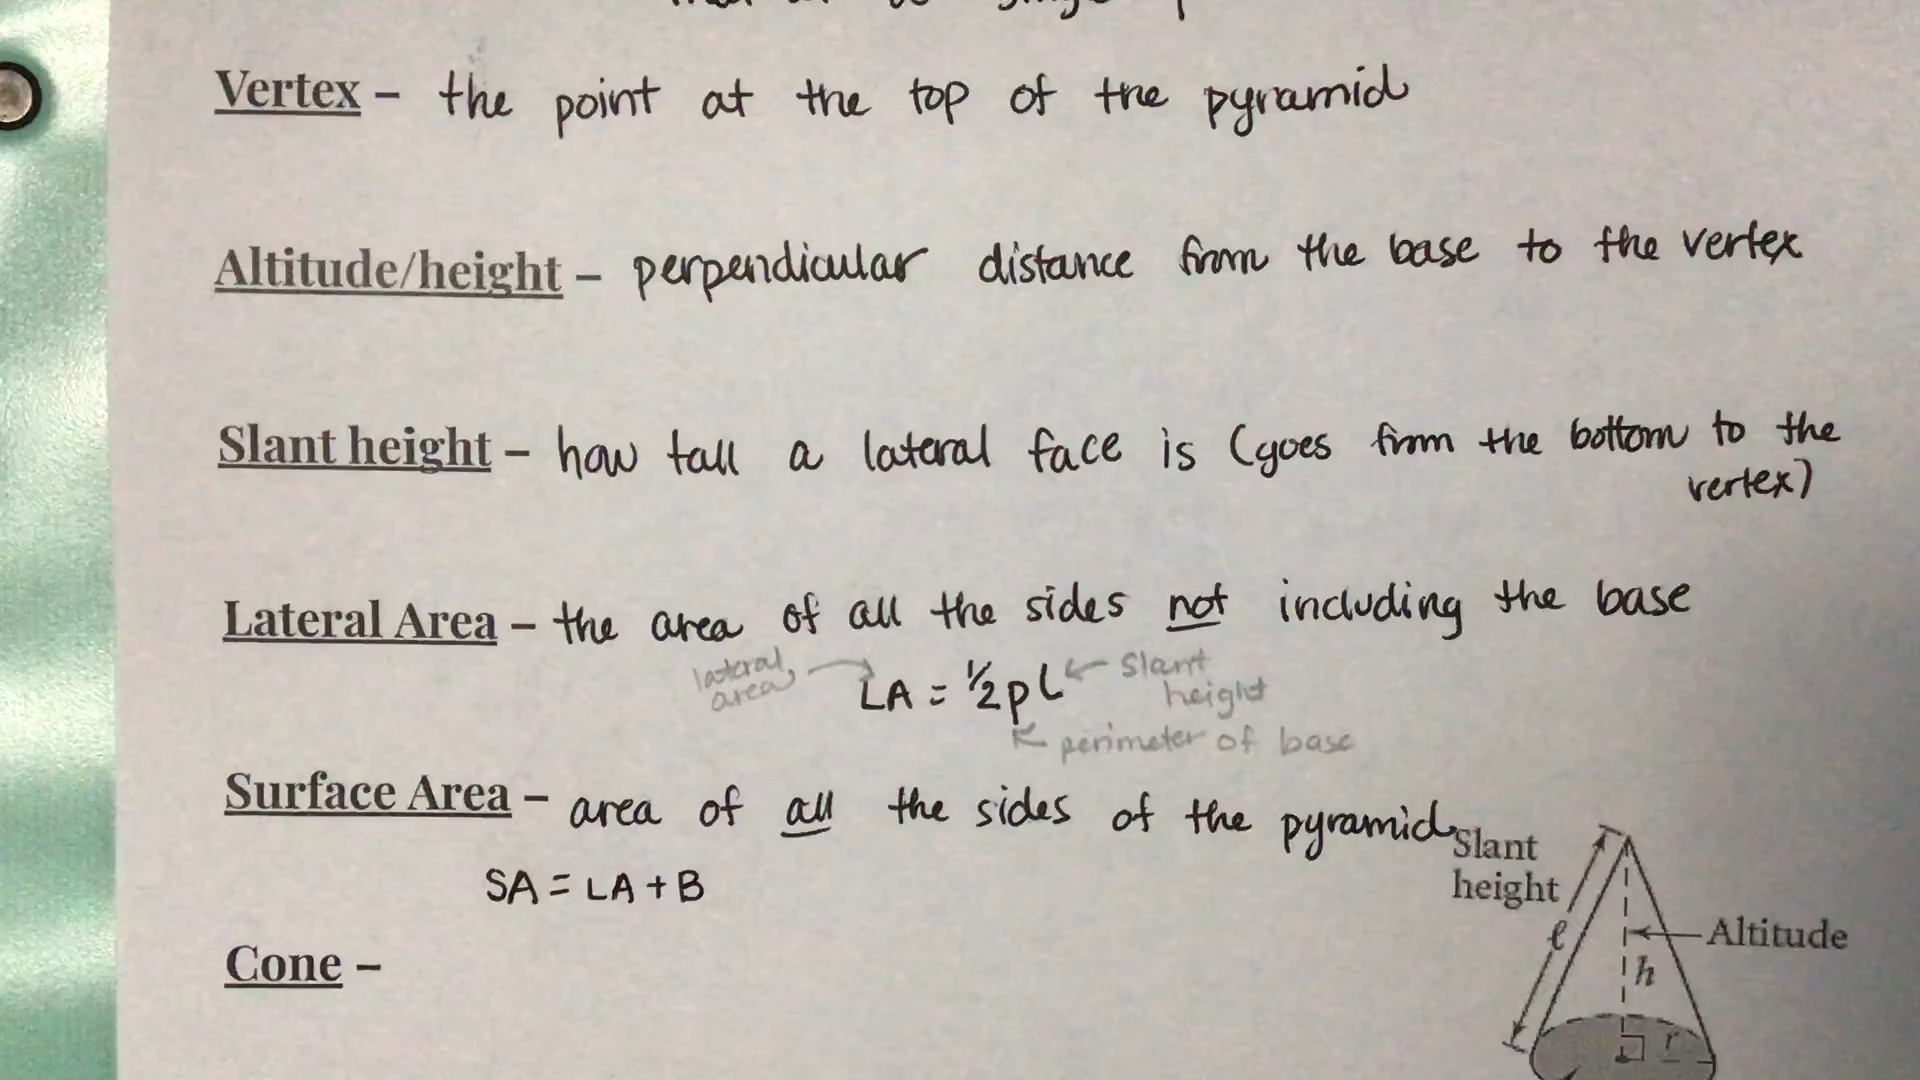 Vertex – the point at the top of the pyramid
Altitude/height – perpendicular distance from the base to the vertex
Slant height – how tall a lateral face is (goes from the bottom to the
vertex)
Lateral Area – the area of all the sides not including the base
lateral
area
LA = 1/2 p l
slant
height
perimeter of base
Surface Area – area of all the sides of the pyramid
SA = LA + B
Cone –
Slant
height
ℓ
Altitude
h
r